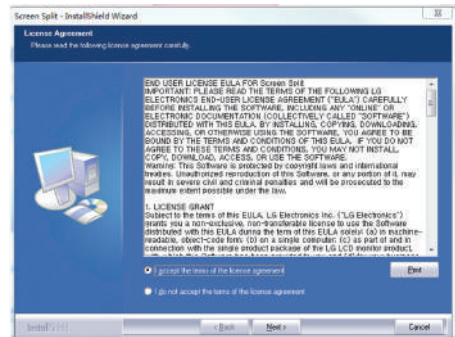 Screen Split - InstallShield Wizard
License Agreement
Please read the following license agreement carefully.
END USER LICENSE EULA FOR Screen Split
IMPORTANT: PLEASE READ THE TERMS OF THE FOLLOWING LG
ELECTRONICS END-USER LICENSE AGREEMENT ("EULA") CAREFULLY
BEFORE INSTALLING THE SOFTWARE, INCLUDING ANY "ONLINE" OR
ELECTRONIC DOCUMENTATION (COLLECTIVELY CALLED "SOFTWARE")
DISTRIBUTED WITH THIS EULA. BY INSTALLING, COPYING, DOWNLOADING,
ACCESSING, OR OTHERWISE USING THE SOFTWARE, YOU AGREE TO BE
BOUND BY THE TERMS AND CONDITIONS OF THIS EULA. IF YOU DO NOT
AGREE TO THESE TERMS AND CONDITIONS, YOU MAY NOT INSTALL,
COPY, DOWNLOAD, ACCESS, OR USE THE SOFTWARE.
Warning: This Software is protected by copyright laws and international
treaties. Unauthorized reproduction of this Software, or any portion of it, may
result in severe civil and criminal penalties and will be prosecuted to the
maximum extent possible under the law.
1. LICENSE GRANT
Subject to the terms of this EULA, LG Electronics Inc. ("LG Electronics")
grants you a non-exclusive, non-transferable license to use the Software
distributed with this EULA during the term of this EULA solely: (a) in machine-
readable, object-code form; (b) on a single computer; (c) as part of and in
connection with the single product package of the LG LCD monitor product,
I accept the terms of the license agreement
Print
I do not accept the terms of the license agreement
InstallShield
< Back
Next >
Cancel